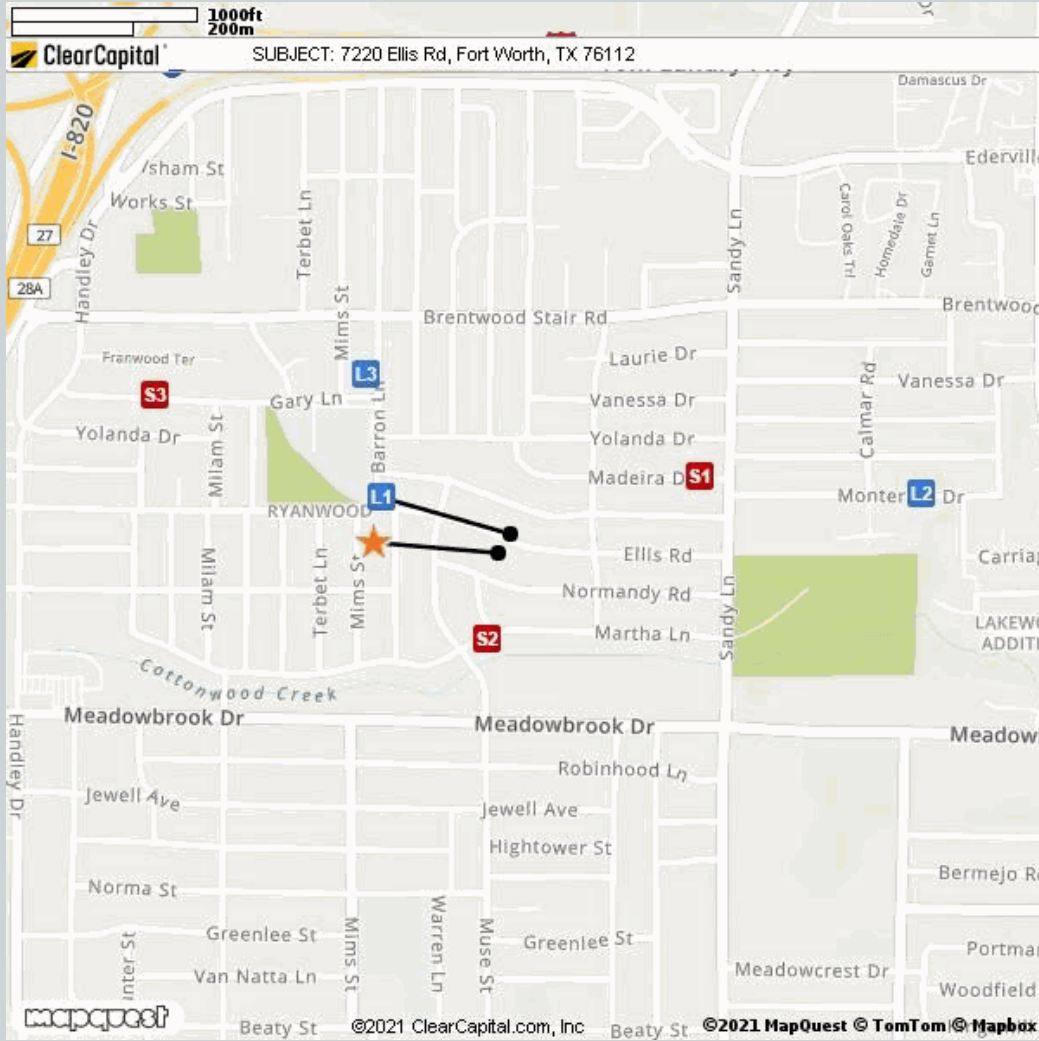 1000ft
200m
ClearCapital
SUBJECT: 7220 Ellis Rd, Fort Worth, TX 76112
Damascus Dr
I-820
Isham St
Works St
Ederville
27
Handley Dr
28A
Terbet Ln
Mims St
Sandy Ln
Carol Oaks Trl
Homedale Dr
Garnet Ln
Brentwood Stair Rd
Brentwood
Franwood Ter
L3
Laurie Dr
S3
Gary Ln
Barron Ln
Vanessa Dr
Vanessa Dr
Calmar Rd
Yolanda Dr
Milam St
Yolanda Dr
Madeira D
S1
L1
RYANWOOD
Monter
L2
Dr
Ellis Rd
Carriag
Milam St
Terbet Ln
Mims St
Normandy Rd
Sandy Ln
S2
Martha Ln
LAKEWO
ADDITI
Cottonwood Creek
Meadowbrook Dr
Meadowbrook Dr
Meadow
Handley Dr
Robinhood Ln
Jewell Ave
Jewell Ave
Hightower St
Norma St
Bermejo R
Warren Ln
Muse St
Mims St
Greenlee St
Greenlee St
unter St
Portma
Van Natta Ln
Meadowcrest Dr
Woodfield
mapquest
Beaty St
©2021 ClearCapital.com, Inc
Beaty St
©2021 MapQuest © TomTom © Mapbox